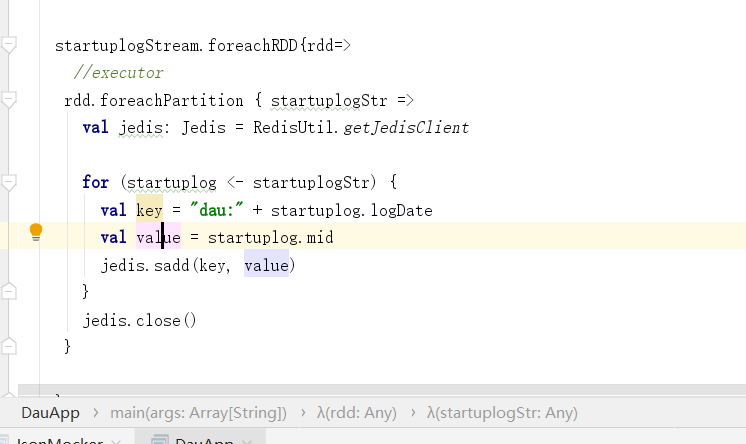 startuplogStream.foreachRDD{rdd=>
//executor
rdd.foreachPartition { startuplogStr =>
val jedis: Jedis = RedisUtil.getJedisClient
for (startuplog <- startuplogStr) {
val key = "dau:" + startuplog.logDate
val value = startuplog.mid
jedis.sadd(key, value)
}
jedis.close()
}
DauApp › main(args: Array[String]) › λ(rdd: Any) › λ(startuplogStr: Any)
JsonMocker × DauApp ×